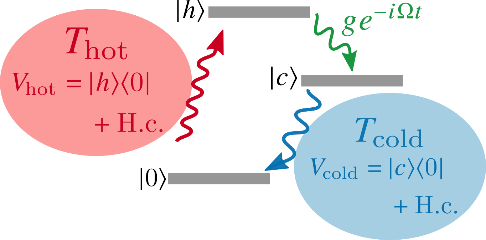 |h⟩
T_hot
V_hot = |h⟩⟨0|
+ H.c.
ge^{-iΩt}
|c⟩
T_cold
V_cold = |c⟩⟨0|
+ H.c.
|0⟩